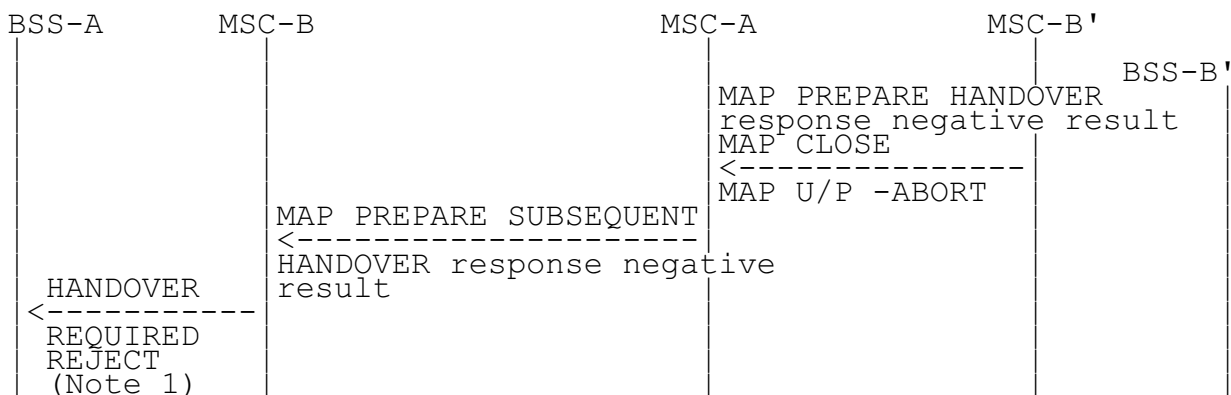 BSS-A MSC-B MSC-A MSC-B'
BSS-B'
MAP PREPARE HANDOVER
response negative result
MAP CLOSE
<---------------
MAP U/P -ABORT
MAP PREPARE SUBSEQUENT
<---------------------
HANDOVER response negative
result
HANDOVER
<-----------
REQUIRED
REJECT
(Note 1)